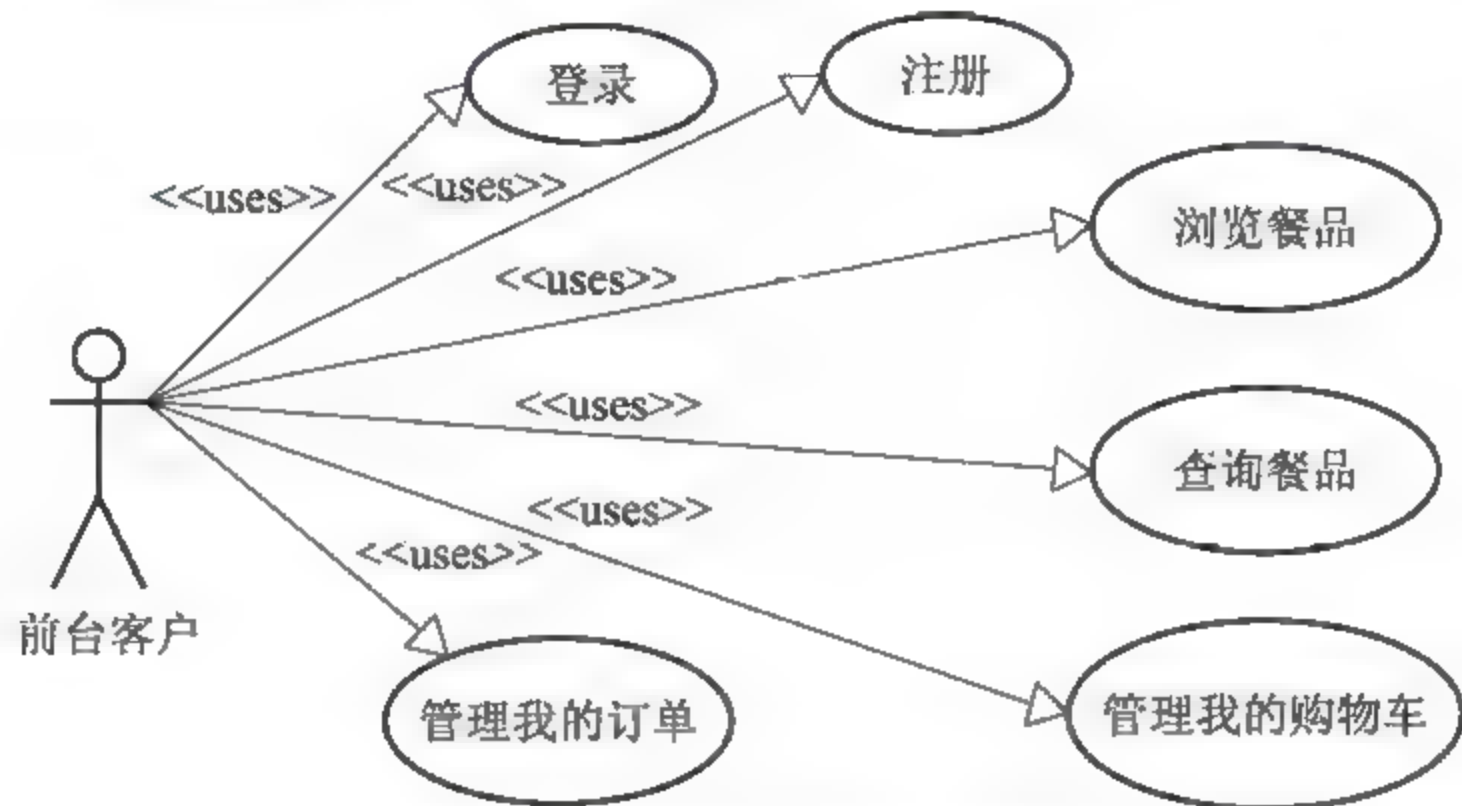 登录
注册
<<uses>>
<<uses>>
浏览餐品
<<uses>>
<<uses>>
查询餐品
<<uses>>
<<uses>>
前台客户
管理我的订单
管理我的购物车